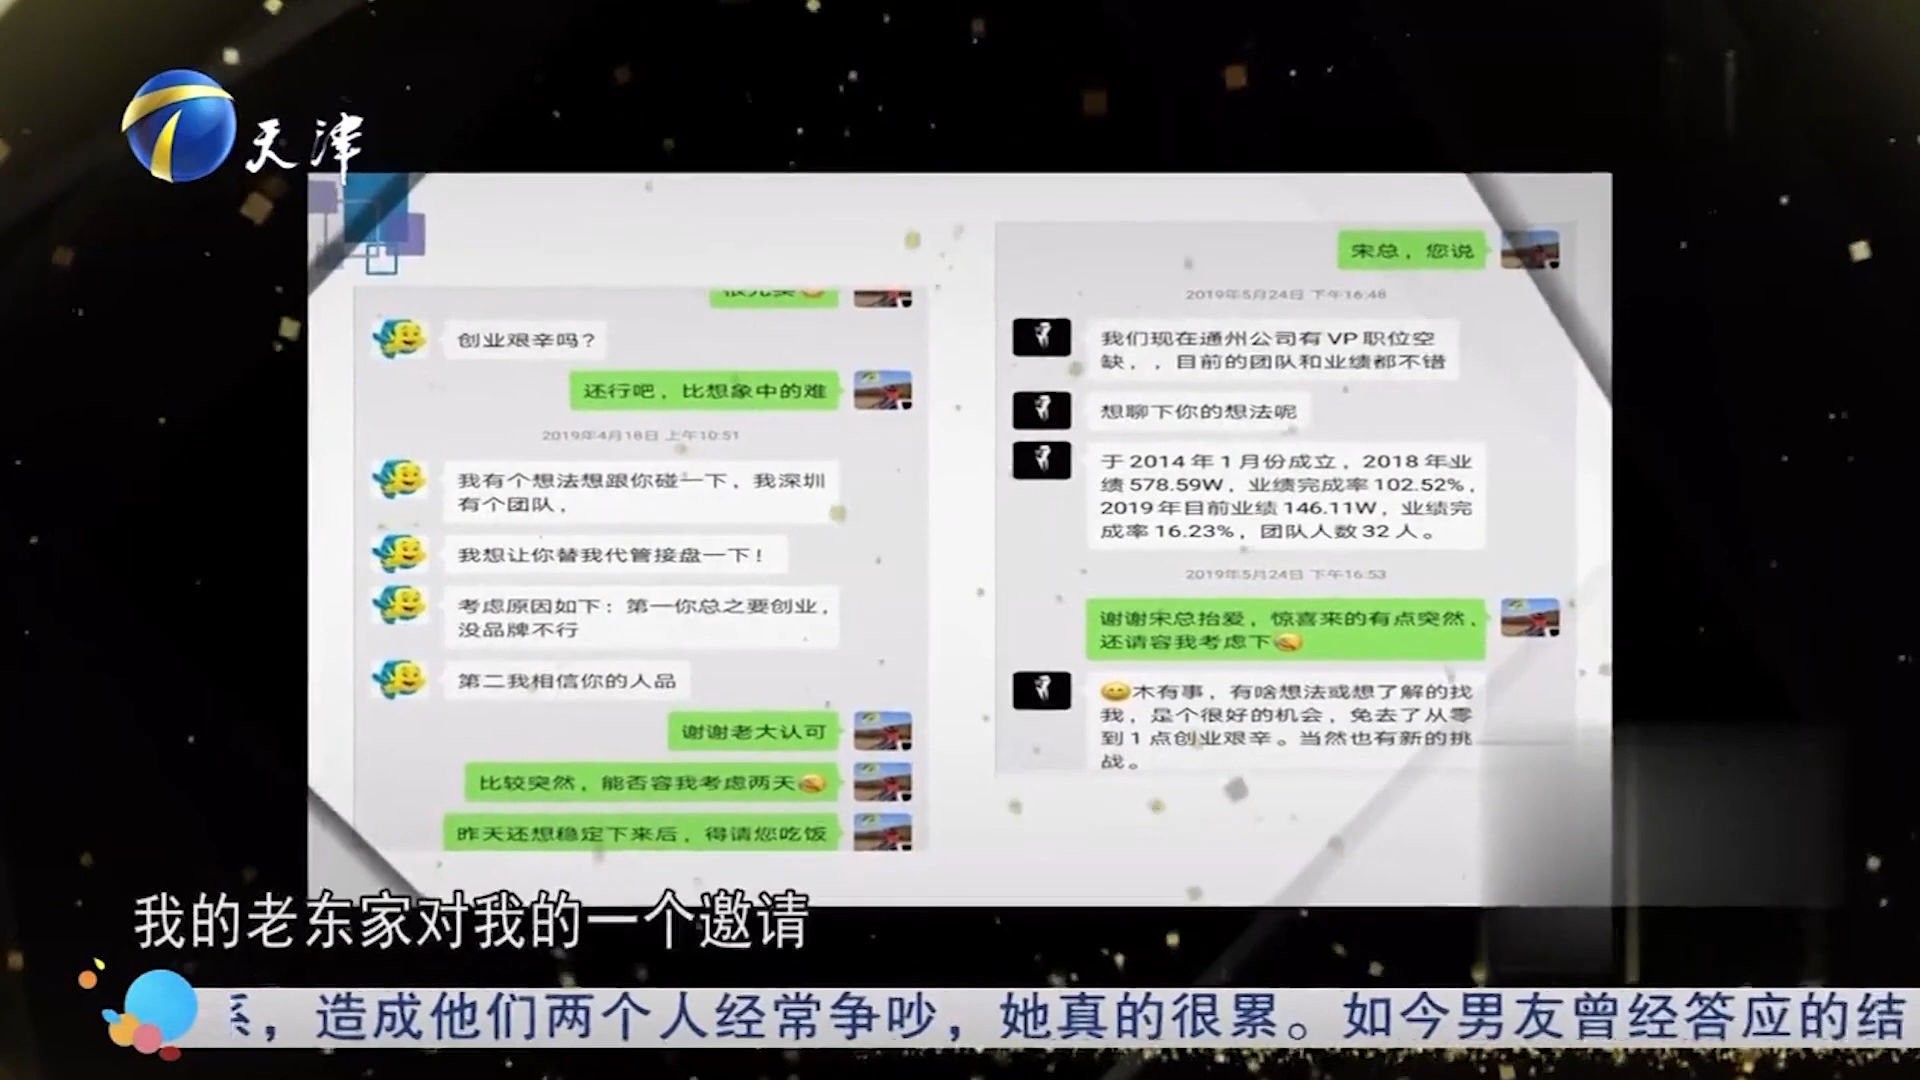 天津
创业艰辛吗？
还行吧，比想象中的难
2019年4月18日 上午10:51
我有个想法想跟你碰一下，我深圳
有个团队，
我想让你替我代管接盘一下！
考虑原因如下：第一你总之要创业，
没品牌不行
第二我相信你的人品
谢谢老大认可
比较突然，能否容我考虑两天
昨天还想稳定下来后，得请您吃饭
宋总，您说
2019年5月24日 下午16:48
我们现在通州公司有VP职位空
缺，，目前的团队和业绩都不错
想聊下你的想法呢
于2014年1月份成立，2018年业
绩578.59W，业绩完成率102.52%，
2019年目前业绩146.11W，业绩完
成率16.23%，团队人数32人。
2019年5月24日 下午16:53
谢谢宋总抬爱，惊喜来的有点突然，
还请容我考虑下
木有事，有啥想法或想了解的找
我，是个很好的机会，免去了从零
到1点创业艰辛。当然也有新的挑
战。
我的老东家对我的一个邀请
系，造成他们两个人经常争吵，她真的很累。如今男友曾经答应的结